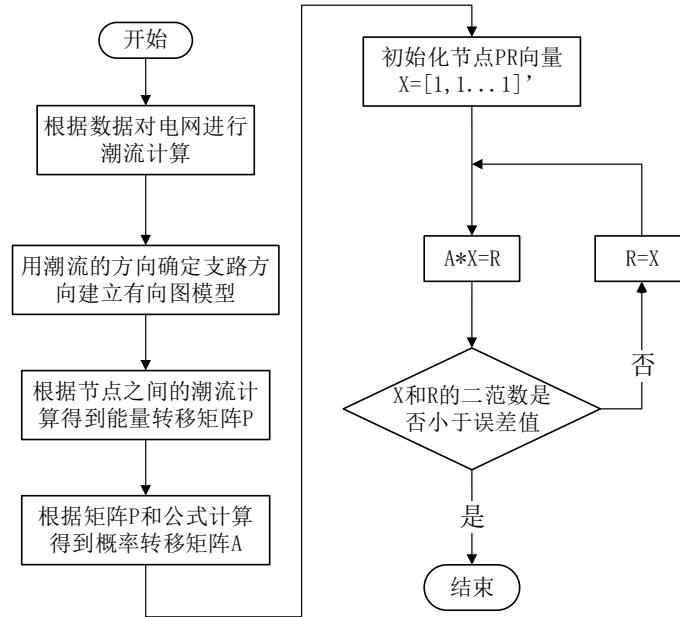 开始
根据数据对电网进行
潮流计算
用潮流的方向确定支路方
向建立有向图模型
根据节点之间的潮流计
算得到能量转移矩阵P
根据矩阵P和公式计算
得到概率转移矩阵A
初始化节点PR向量
X=[1,1...1]’
A*X=R
R=X
X和R的二范数是
否小于误差值
否
是
结束